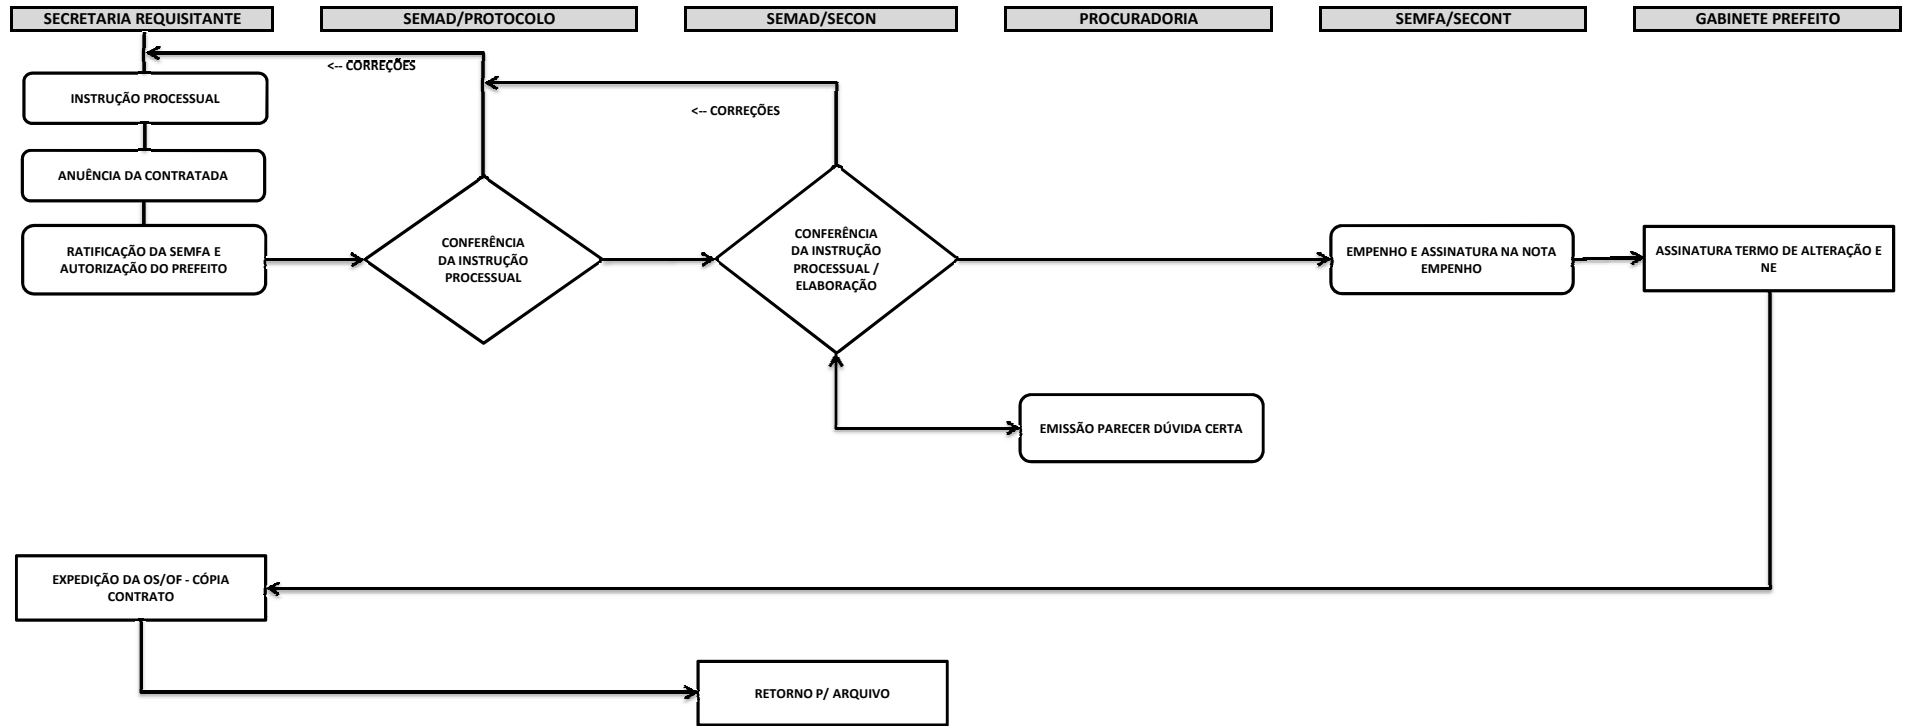 SECRETARIA REQUISITANTE
SEMAD/PROTOCOLO
SEMAD/SECON
PROCURADORIA
SEMFA/SECONT
GABINETE PREFEITO
<-- CORREÇÕES
<-- CORREÇÕES
INSTRUÇÃO PROCESSUAL
ANUÊNCIA DA CONTRATADA
RATIFICAÇÃO DA SEMFA E
AUTORIZAÇÃO DO PREFEITO
CONFERÊNCIA
DA INSTRUÇÃO
PROCESSUAL
CONFERÊNCIA
DA INSTRUÇÃO
PROCESSUAL /
ELABORAÇÃO
EMPENHO E ASSINATURA NA NOTA
EMPENHO
ASSINATURA TERMO DE ALTERAÇÃO E
NE
EMISSÃO PARECER DÚVIDA CERTA
EXPEDIÇÃO DA OS/OF - CÓPIA
CONTRATO
RETORNO P/ ARQUIVO